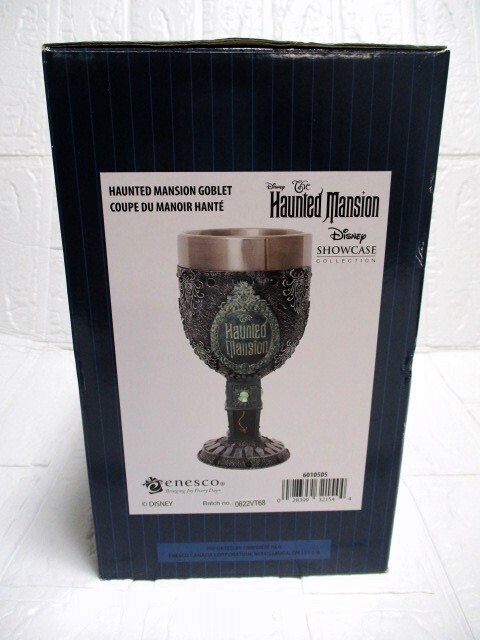 HAUNTED MANSION GOBLET
COUPE DU MANOIR HANTÉ
Disney The
Haunted Mansion
Disney
SHOWCASE
COLLECTION
The
Haunted
Mansion
enesco®
6010505
© DISNEY
Batch no.: 0622VT68